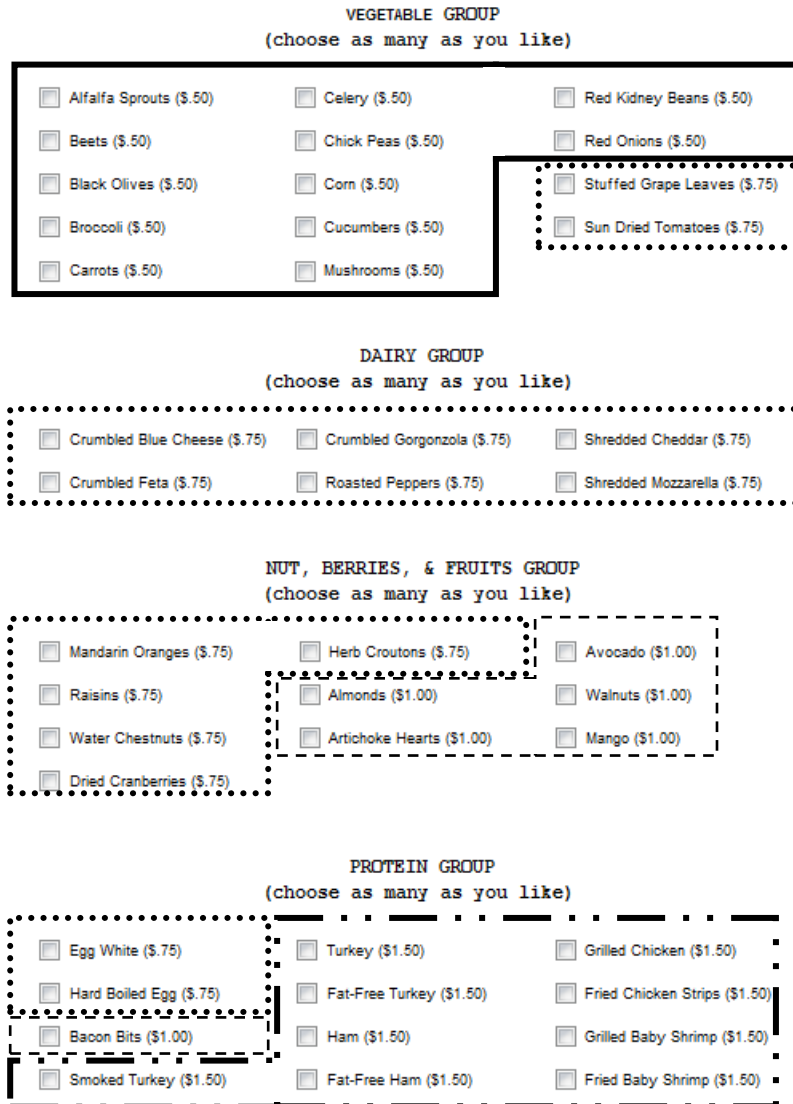 VEGETABLE GROUP
(choose as many as you like)
Alfalfa Sprouts ($.50) Celery ($.50) Red Kidney Beans ($.50)
Beets ($.50) Chick Peas ($.50) Red Onions ($.50)
Black Olives ($.50) Corn ($.50) Stuffed Grape Leaves ($.75)
Broccoli ($.50) Cucumbers ($.50) Sun Dried Tomatoes ($.75)
Carrots ($.50) Mushrooms ($.50)
DAIRY GROUP
(choose as many as you like)
Crumbled Blue Cheese ($.75) Crumbled Gorgonzola ($.75) Shredded Cheddar ($.75)
Crumbled Feta ($.75) Roasted Peppers ($.75) Shredded Mozzarella ($.75)
NUT, BERRIES, & FRUITS GROUP
(choose as many as you like)
Mandarin Oranges ($.75) Herb Croutons ($.75) Avocado ($1.00)
Raisins ($.75) Almonds ($1.00) Walnuts ($1.00)
Water Chestnuts ($.75) Artichoke Hearts ($1.00) Mango ($1.00)
Dried Cranberries ($.75)
PROTEIN GROUP
(choose as many as you like)
Egg White ($.75) Turkey ($1.50) Grilled Chicken ($1.50)
Hard Boiled Egg ($.75) Fat-Free Turkey ($1.50) Fried Chicken Strips ($1.50)
Bacon Bits ($1.00) Ham ($1.50) Grilled Baby Shrimp ($1.50)
Smoked Turkey ($1.50) Fat-Free Ham ($1.50) Fried Baby Shrimp ($1.50)